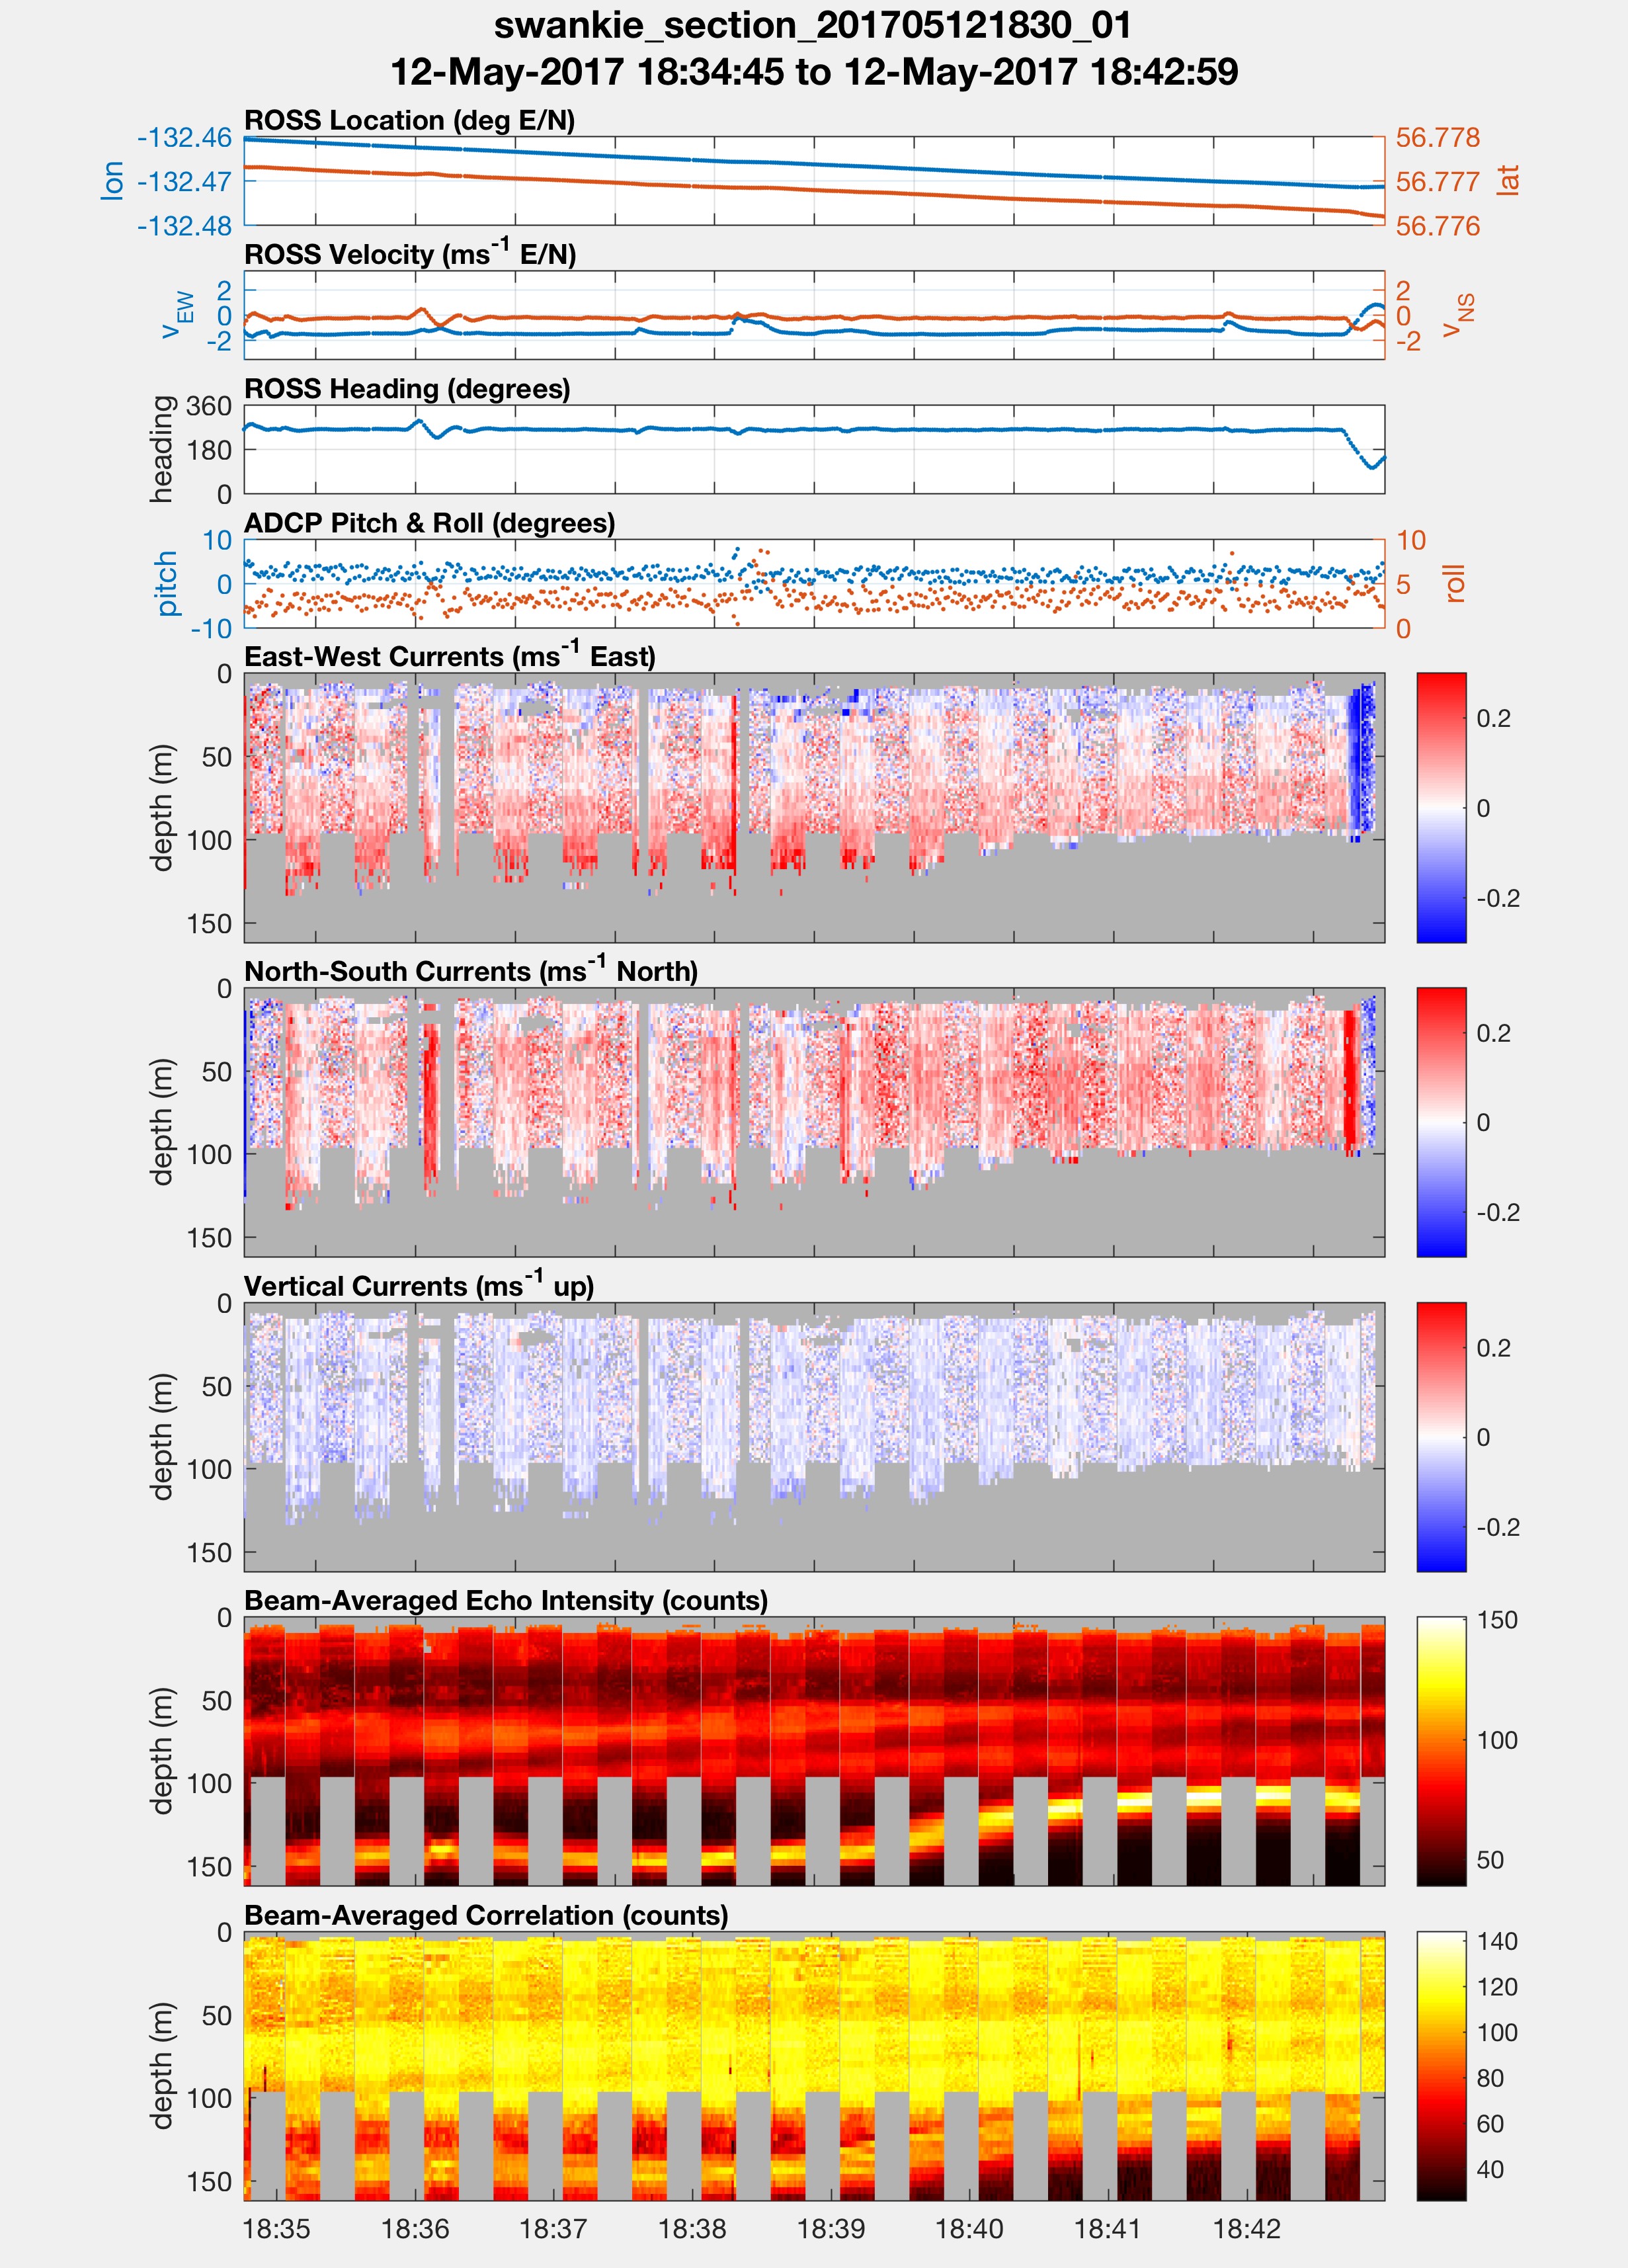 swankie_section_201705121830_01
12-May-2017 18:34:45 to 12-May-2017 18:42:59
ROSS Location (deg E/N)
-132.46
-132.47
-132.48
lon
56.778
56.777
56.776
lat
ROSS Velocity (ms-1 E/N)
2
0
-2
vEW
2
0
-2
vNS
ROSS Heading (degrees)
360
180
0
heading
ADCP Pitch & Roll (degrees)
10
0
-10
pitch
10
5
0
roll
East-West Currents (ms-1 East)
0
50
100
150
depth (m)
0.2
0
-0.2
North-South Currents (ms-1 North)
0
50
100
150
depth (m)
0.2
0
-0.2
Vertical Currents (ms-1 up)
0
50
100
150
depth (m)
0.2
0
-0.2
Beam-Averaged Echo Intensity (counts)
0
50
100
150
depth (m)
150
100
50
Beam-Averaged Correlation (counts)
0
50
100
150
depth (m)
140
120
100
80
60
40
18:35 18:36 18:37 18:38 18:39 18:40 18:41 18:42